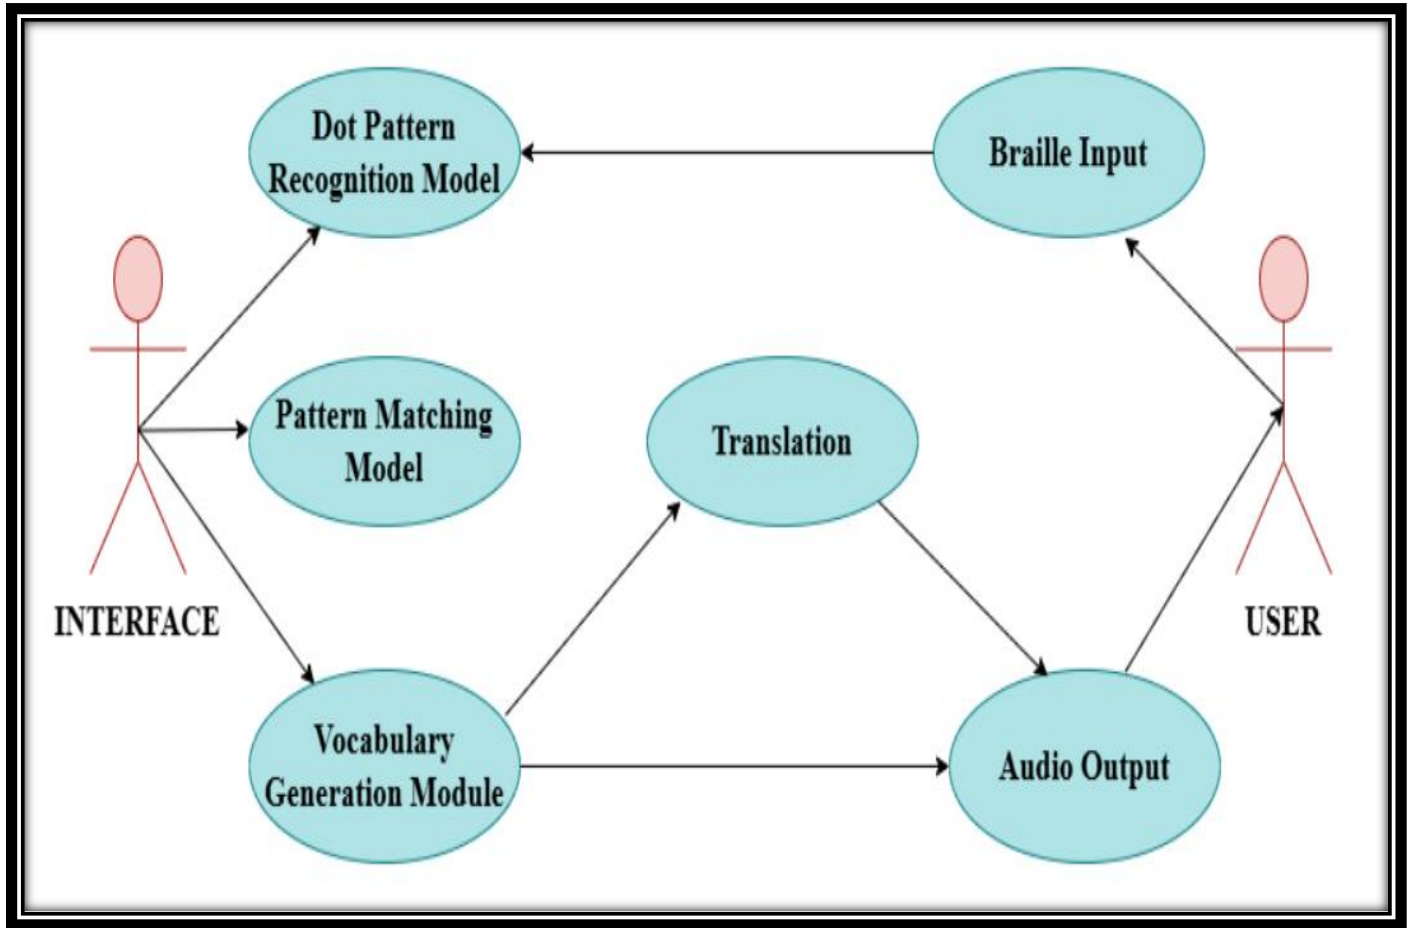 Dot Pattern
Recognition Model
Braille Input
Pattern Matching
Model
Translation
INTERFACE
USER
Vocabulary
Generation Module
Audio Output